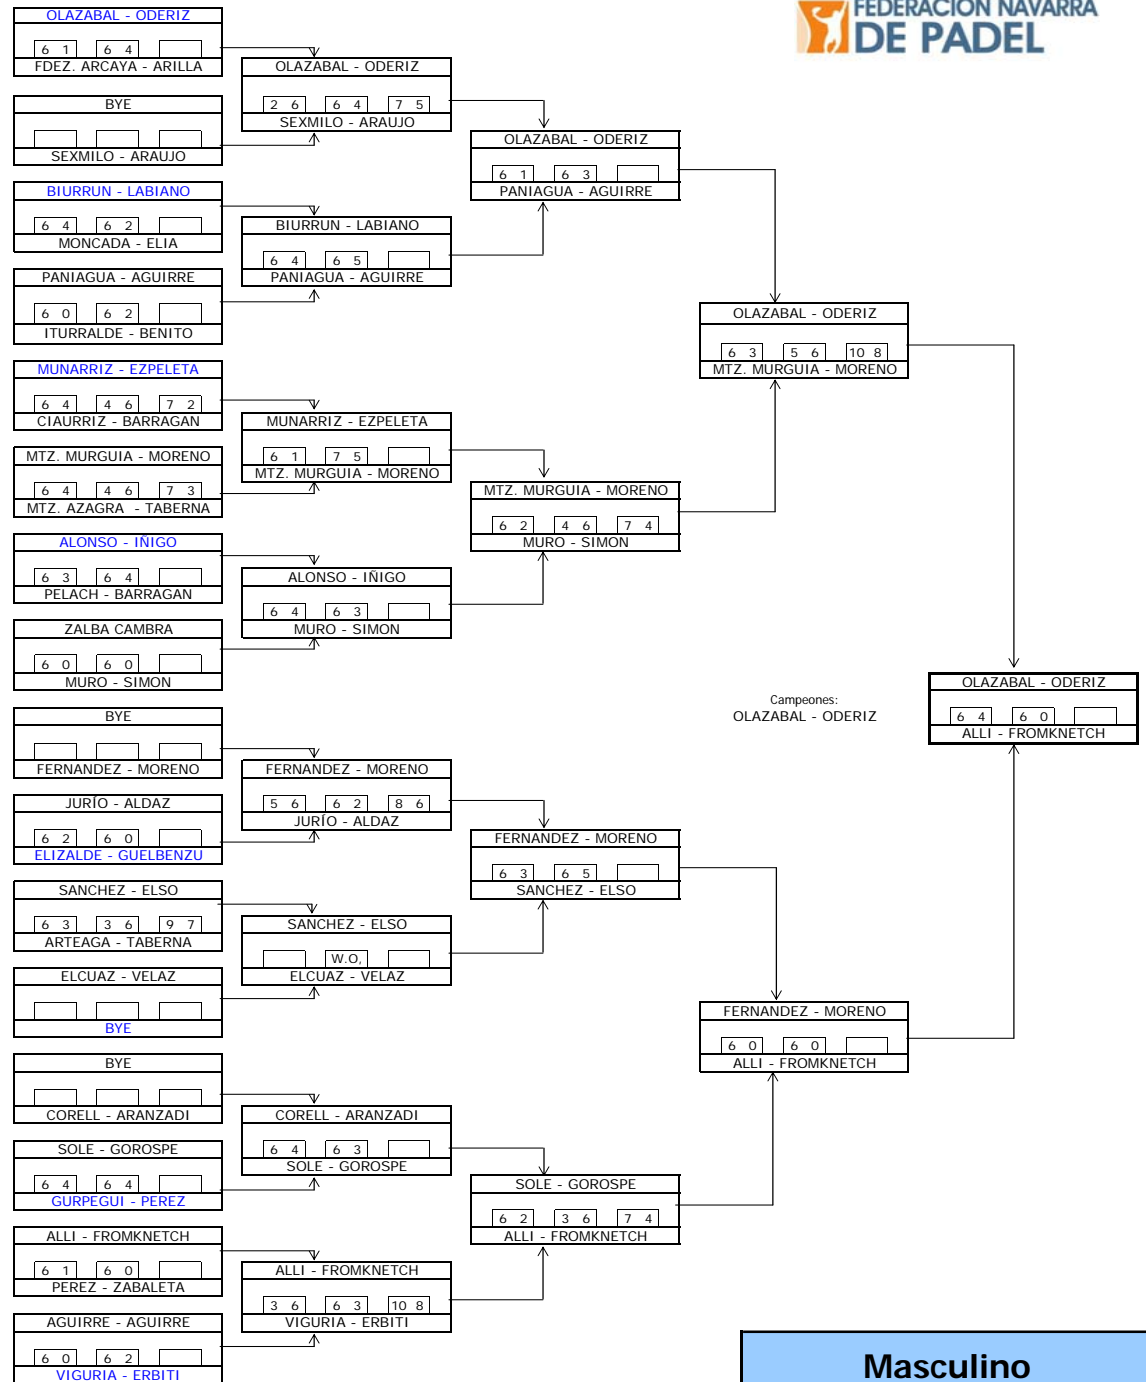 FEDERACION NAVARRA
DE PADEL
OLAZABAL - ODERIZ
6 1 6 4
FDEZ. ARCAYA - ARILLA
BYE
SEXMILO - ARAUJO
BIURRUN - LABIANO
6 4 6 2
MONCADA - ELIA
PANIAGUA - AGUIRRE
6 0 6 2
ITURRALDE - BENITO
MUNARRIZ - EZPELETA
6 4 4 6 7 2
CIAURRIZ - BARRAGAN
MTZ. MURGUIA - MORENO
6 4 4 6 7 3
MTZ. AZAGRA - TABERNA
ALONSO - IÑIGO
6 3 6 4
PELACH - BARRAGAN
ZALBA CAMBRA
6 0 6 0
MURO - SIMON
BYE
FERNANDEZ - MORENO
JURÍO - ALDAZ
6 2 6 0
ELIZALDE - GUELBENZU
SANCHEZ - ELSO
6 3 3 6 9 7
ARTEAGA - TABERNA
ELCUAZ - VELAZ
BYE
BYE
CORELL - ARANZADI
SOLE - GOROSPE
6 4 6 4
GURPEGUI - PEREZ
ALLI - FROMKNETCH
6 1 6 0
PEREZ - ZABALETA
AGUIRRE - AGUIRRE
6 0 6 2
VIGURIA - ERBITI
OLAZABAL - ODERIZ
2 6 6 4 7 5
SEXMILO - ARAUJO
BIURRUN - LABIANO
6 4 6 5
PANIAGUA - AGUIRRE
MUNARRIZ - EZPELETA
6 1 7 5
MTZ. MURGUIA - MORENO
ALONSO - IÑIGO
6 4 6 3
MURO - SIMON
FERNANDEZ - MORENO
5 6 6 2 8 6
JURÍO - ALDAZ
SANCHEZ - ELSO
W.O,
ELCUAZ - VELAZ
CORELL - ARANZADI
6 4 6 3
SOLE - GOROSPE
ALLI - FROMKNETCH
3 6 6 3 10 8
VIGURIA - ERBITI
OLAZABAL - ODERIZ
6 1 6 3
PANIAGUA - AGUIRRE
MTZ. MURGUIA - MORENO
6 2 4 6 7 4
MURO - SIMON
FERNANDEZ - MORENO
6 3 6 5
SANCHEZ - ELSO
SOLE - GOROSPE
6 2 3 6 7 4
ALLI - FROMKNETCH
OLAZABAL - ODERIZ
6 3 5 6 10 8
MTZ. MURGUIA - MORENO
FERNANDEZ - MORENO
6 0 6 0
ALLI - FROMKNETCH
Campeones:
OLAZABAL - ODERIZ
OLAZABAL - ODERIZ
6 4 6 0
ALLI - FROMKNETCH
Masculino